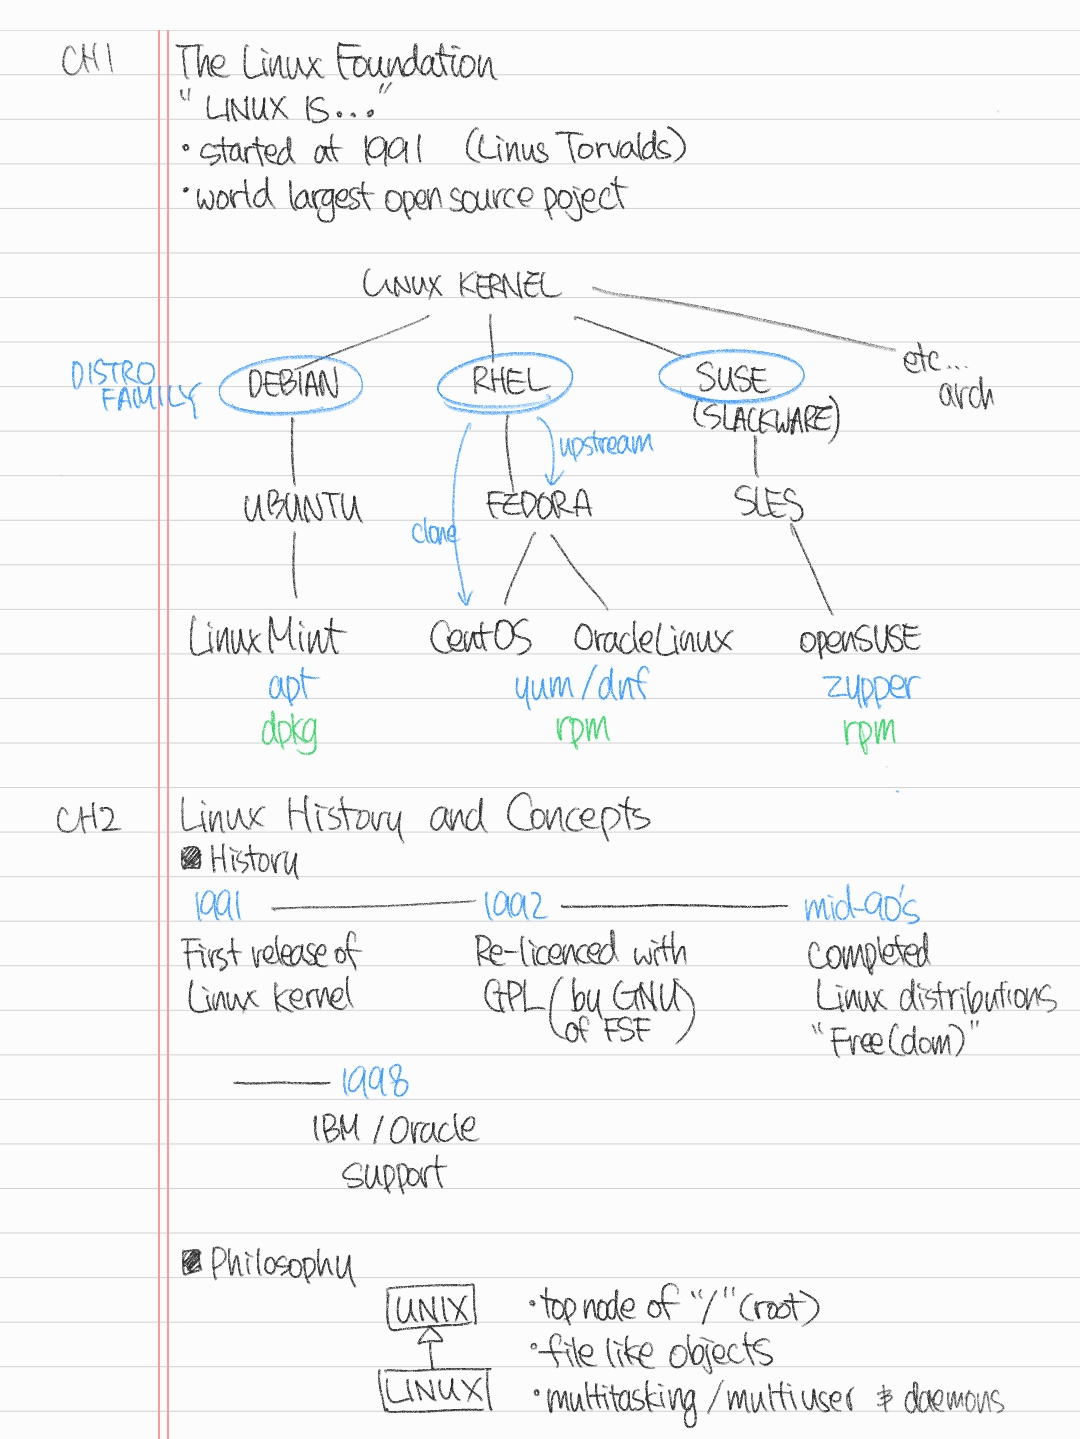 CH1 The Linux Foundation
"LINUX IS..."
• started at 1991 (Linus Torvalds)
• world largest open source poject
LINUX KERNEL
DISTRO FAMILY
DEBIAN RHEL SUSE etc... arch
(SLACKWARE)
upstream
UBUNTU FEDORA SLES
clone
LinuxMint CentOS OracleLinux openSUSE
apt yum/dnf zypper
dpkg rpm rpm
CH2 Linux History and Concepts
History
1991 1992 mid-90's
First release of Re-licenced with completed
Linux kernel GPL (by GNU Linux distributions
of FSF) "Free(dom)"
1998
IBM / Oracle
support
Philosophy
UNIX • top node of "/" (root)
• file like objects
LINUX • multitasking / multiuser & daemons